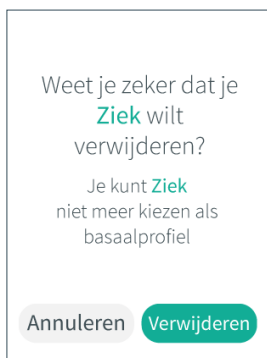 Weet je zeker dat je
Ziek wilt
verwijderen?
Je kunt Ziek
niet meer kiezen als
basaalprofiel
Annuleren Verwijderen